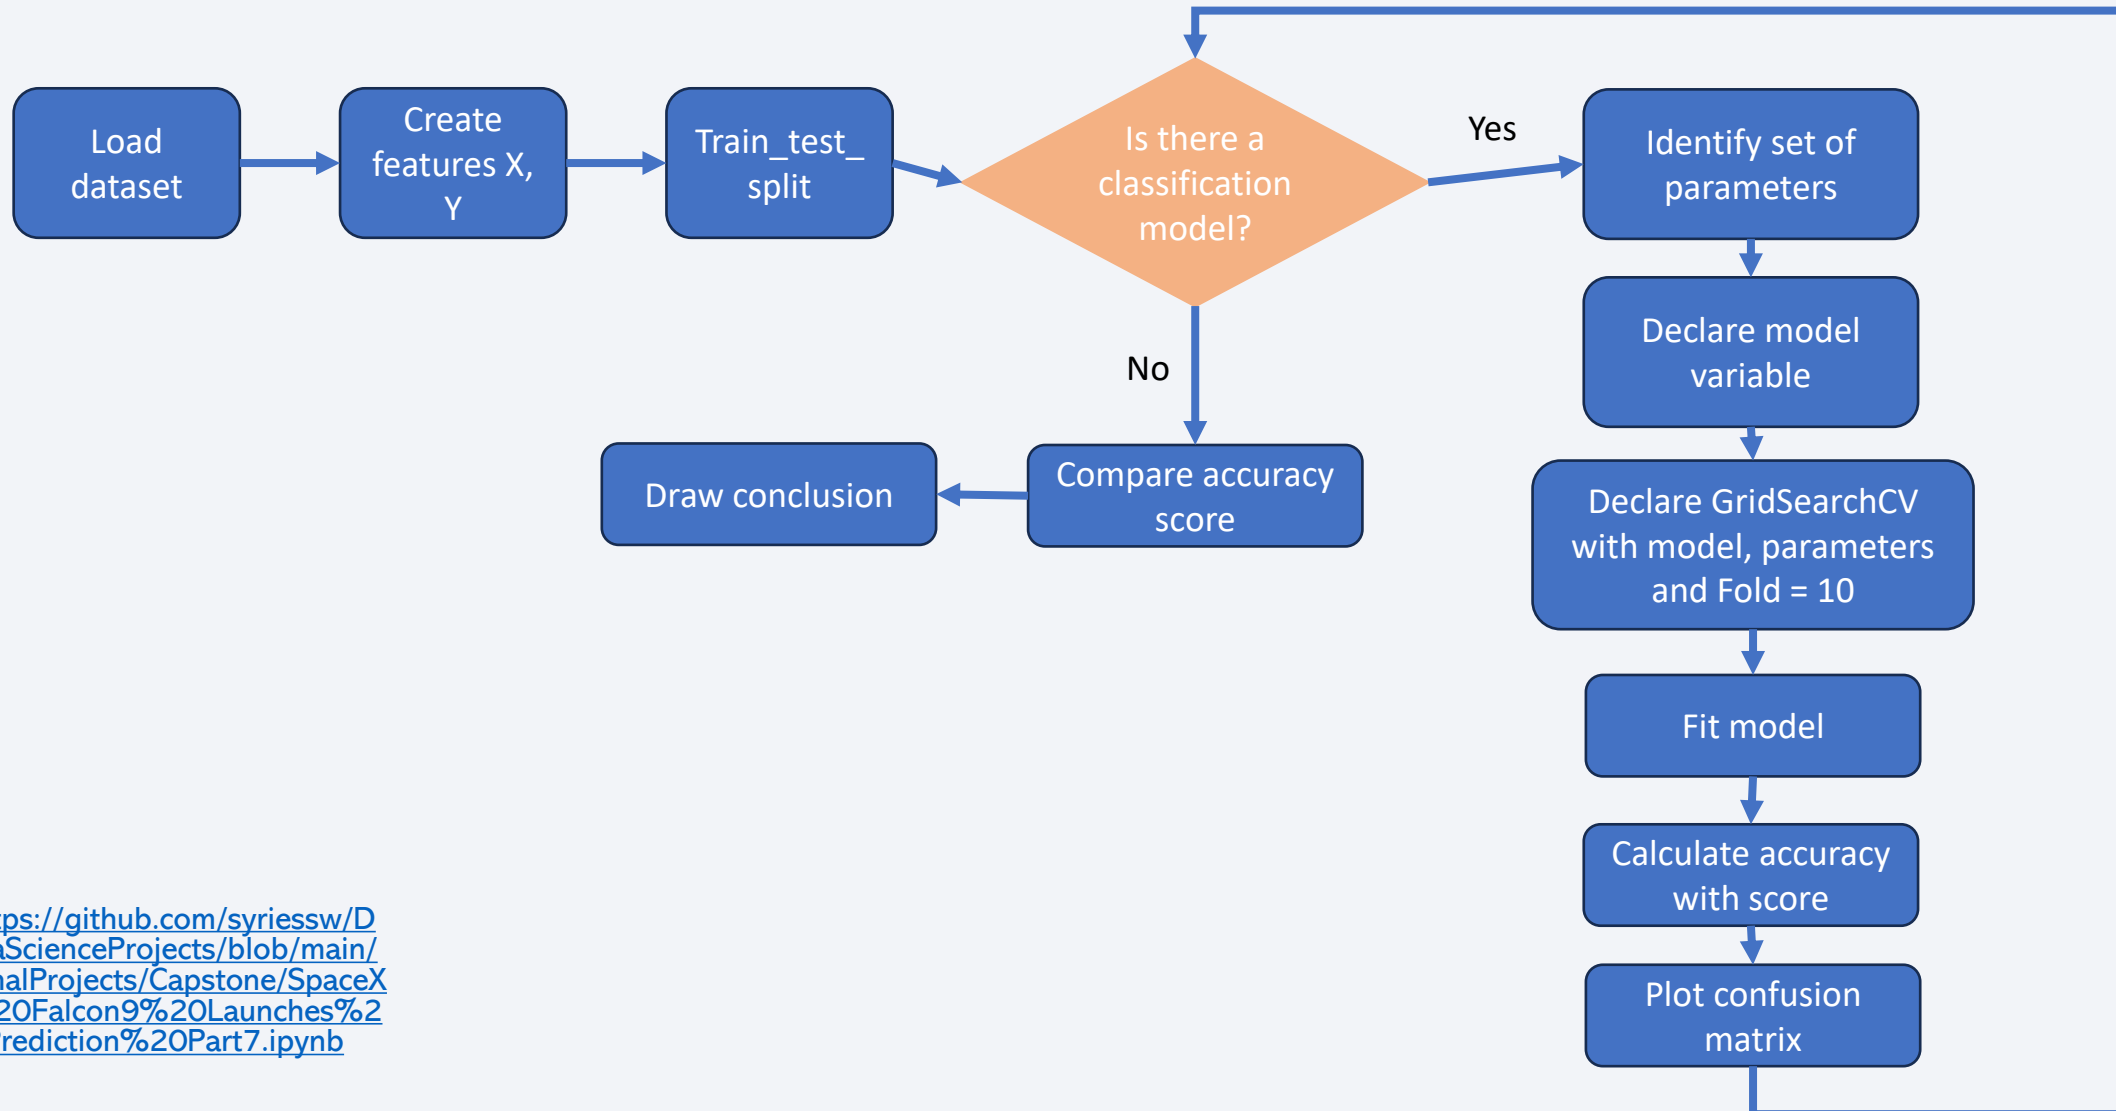 Load
dataset
Create
features X,
Y
Train_test_
split
Is there a
classification
model?
Yes
Identify set of
parameters
Declare model
variable
No
Draw conclusion
Compare accuracy
score
Declare GridSearchCV
with model, parameters
and Fold = 10
Fit model
Calculate accuracy
with score
Plot confusion
matrix
tps://github.com/syriessw/D
aScienceProjects/blob/main/
nalProjects/Capstone/SpaceX
20Falcon9%20Launches%2
Prediction%20Part7.ipynb